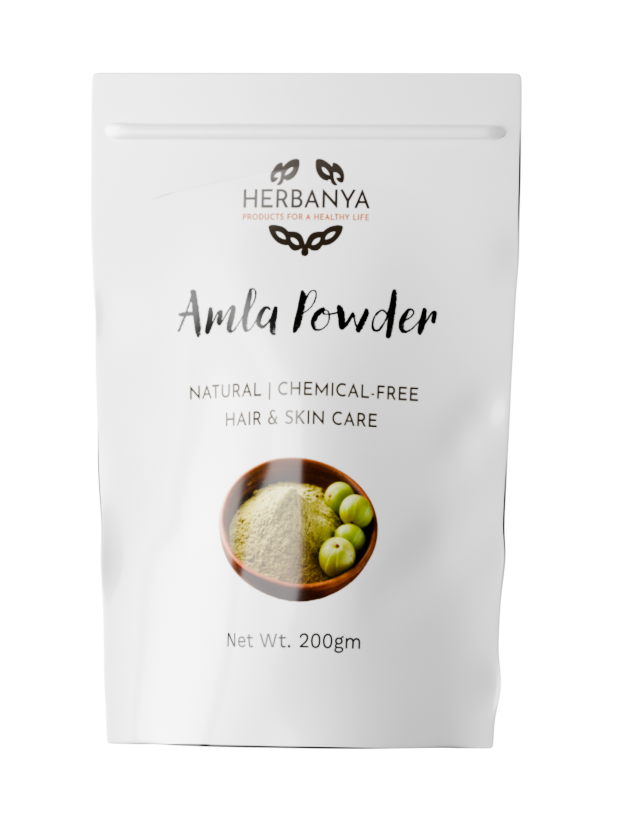 HERBANYA
PRODUCTS FOR A HEALTHY LIFE
Amla Powder
NATURAL | CHEMICAL-FREE
HAIR & SKIN CARE
Net Wt. 200gm